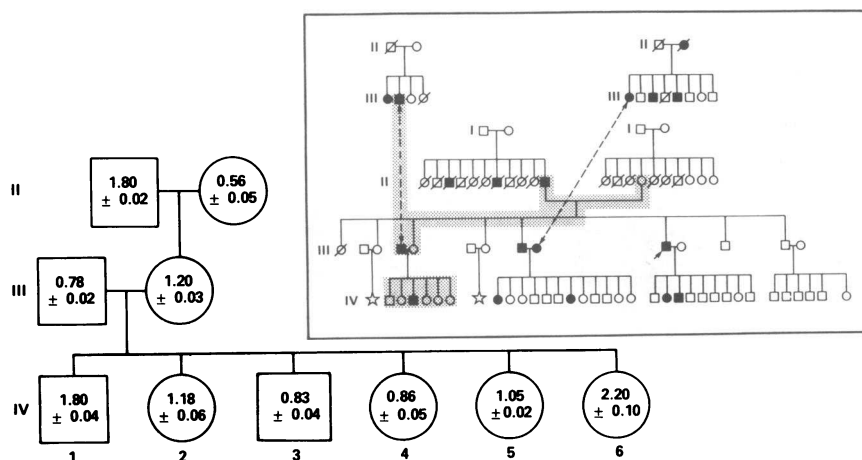 II
II
III
III
I
I
II
III
IV
II
1.80
± 0.02
0.56
± 0.05
III
0.78
± 0.02
1.20
± 0.03
IV
1.80
± 0.04
1.18
± 0.06
0.83
± 0.04
0.86
± 0.05
1.05
± 0.02
2.20
± 0.10
1 2 3 4 5 6